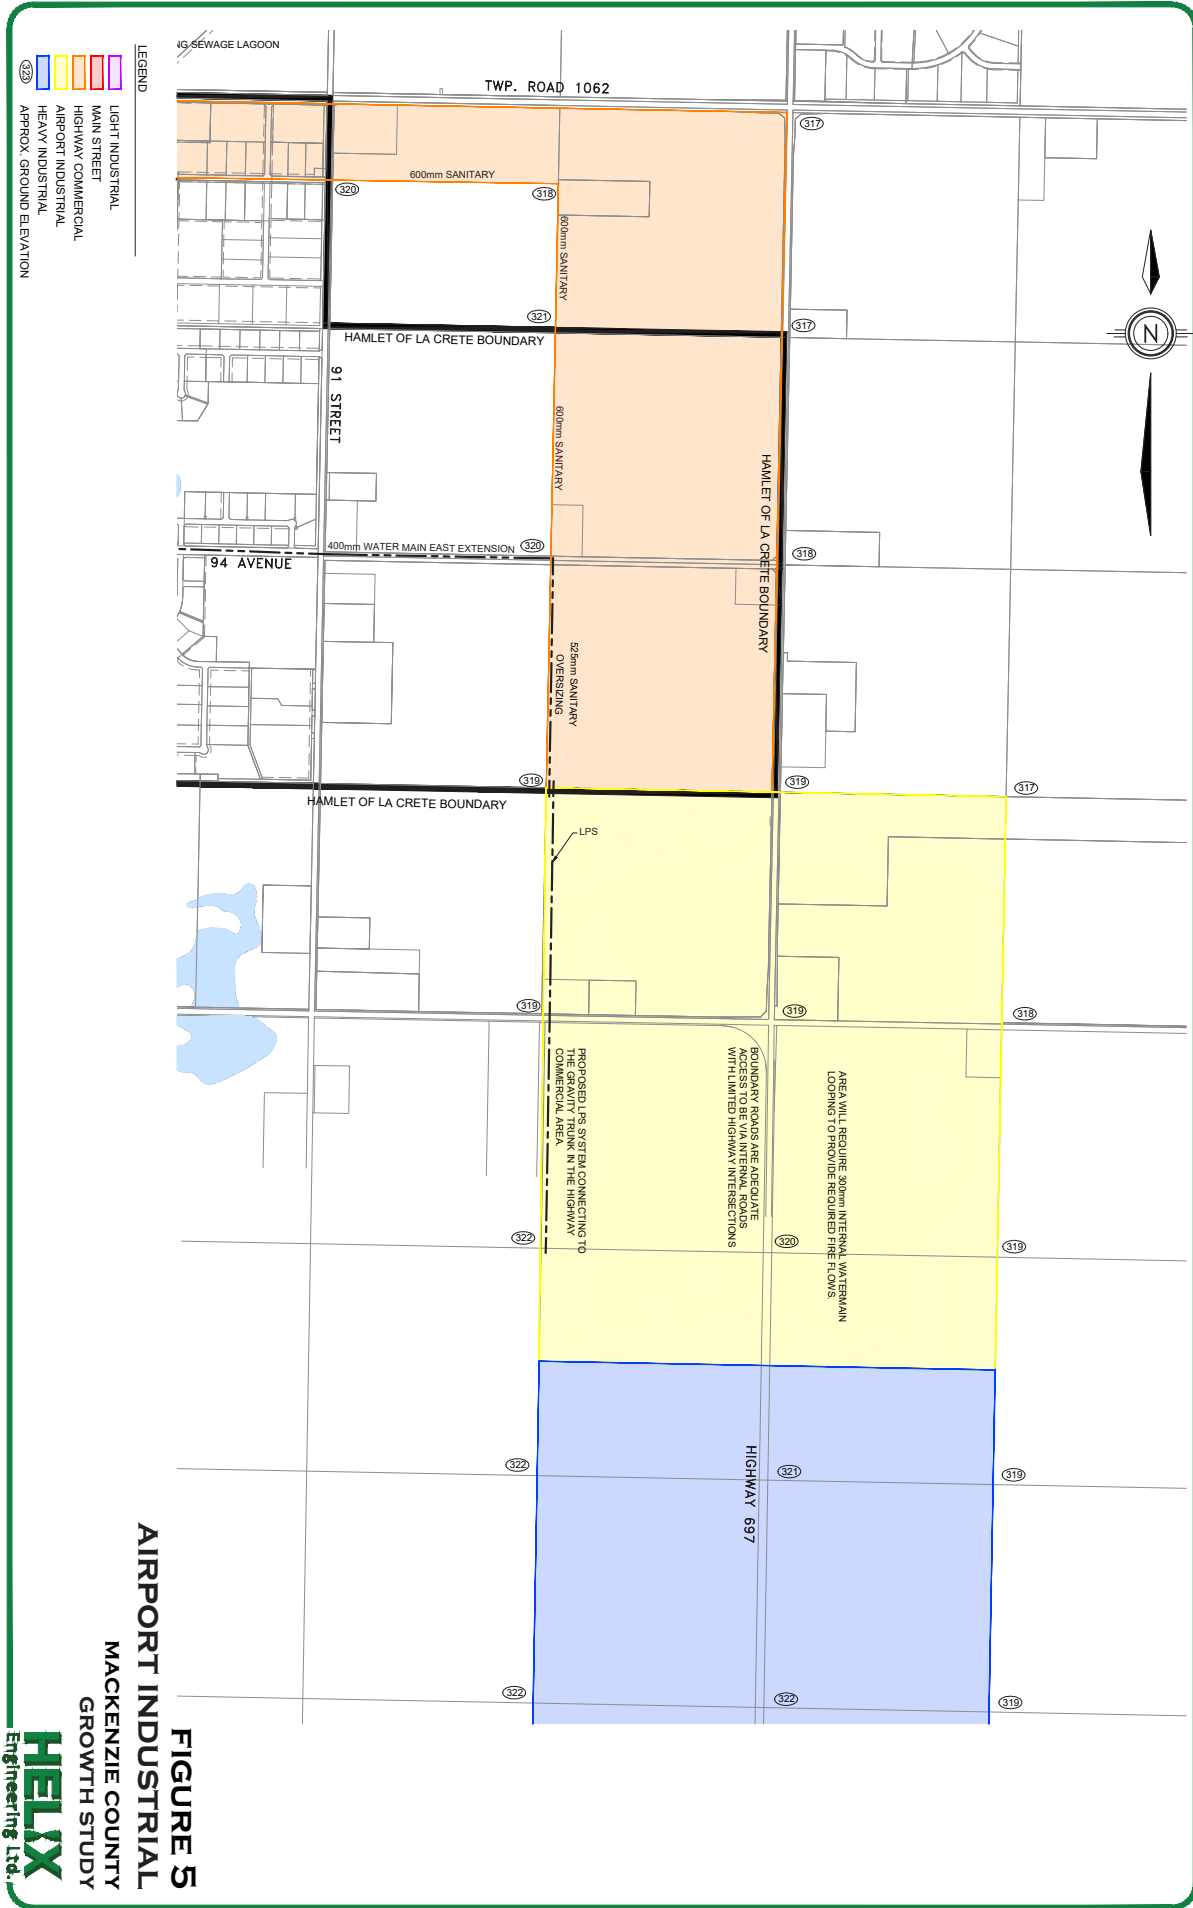 NG SEWAGE LAGOON
TWP. ROAD 1062
LEGEND
LIGHT INDUSTRIAL
MAIN STREET
HIGHWAY COMMERCIAL
AIRPORT INDUSTRIAL
HEAVY INDUSTRIAL
323 APPROX. GROUND ELEVATION
317
600mm SANITARY
320
318
600mm SANITARY
321
317
N
HAMLET OF LA CRETE BOUNDARY
91 STREET
600mm SANITARY
HAMLET OF LA CRETE BOUNDARY
400mm WATER MAIN EAST EXTENSION
320
318
94 AVENUE
525mm SANITARY
OVERSIZING
319
319
317
HAMLET OF LA CRETE BOUNDARY
LPS
319
319
318
PROPOSED LPS SYSTEM CONNECTING TO
THE GRAVITY TRUNK IN THE HIGHWAY
COMMERCIAL AREA.
BOUNDARY ROADS ARE ADEQUATE
ACCESS TO BE VIA INTERNAL ROADS
WITH LIMITED HIGHWAY INTERSECTIONS
AREA WILL REQUIRE 300mm INTERNAL WATERMAIN
LOOPING TO PROVIDE REQUIRED FIRE FLOWS.
322
320
319
HIGHWAY 697
322
321
319
322
322
319
FIGURE 5
AIRPORT INDUSTRIAL
MACKENZIE COUNTY
GROWTH STUDY
HELIX
Engineering Ltd.